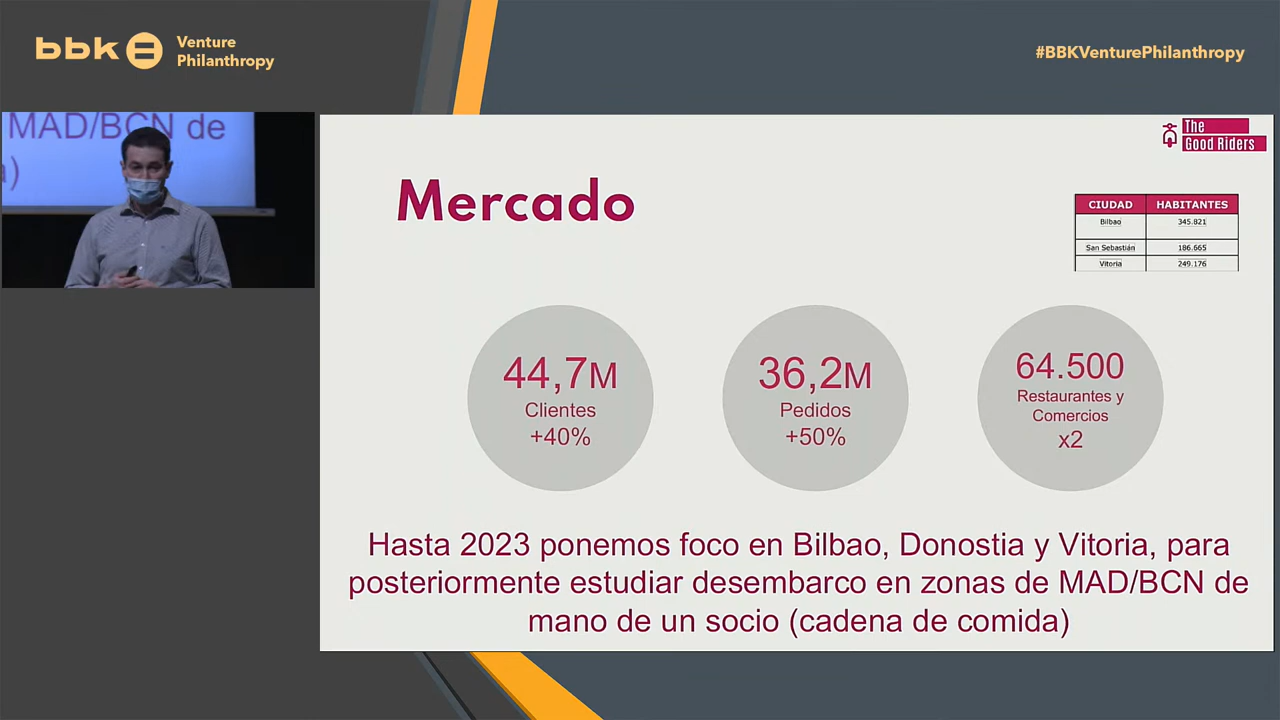 bbk
Venture
Philanthropy
#BBKVenturePhilanthropy
MAD/BCN de
a)
The
Good Riders
Mercado
CIUDAD HABITANTES
Bilbao 345.821
San Sebastián 186.665
Vitoria 249.176
44,7M
Clientes
+40%
36,2M
Pedidos
+50%
64.500
Restaurantes y
Comercios
x2
Hasta 2023 ponemos foco en Bilbao, Donostia y Vitoria, para
posteriormente estudiar desembarco en zonas de MAD/BCN de
mano de un socio (cadena de comida)